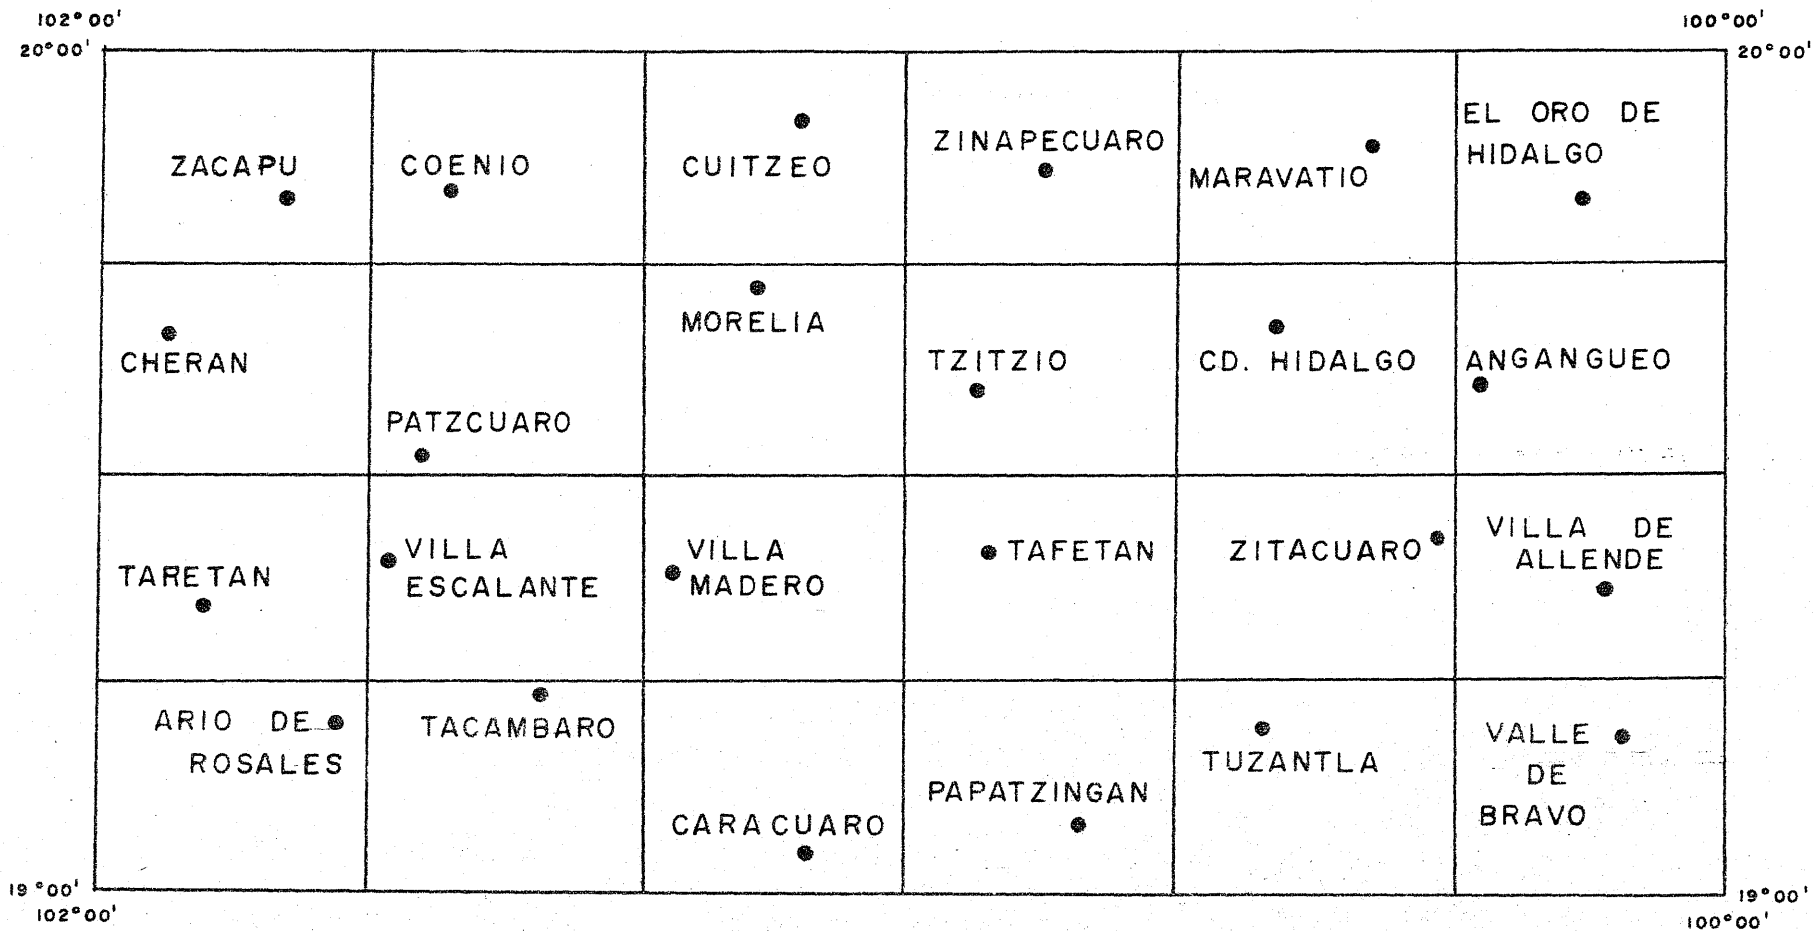 102°00' 100°00'
20°00' 20°00'
ZACAPU
COENIO
CUITZEO
ZINAPECUARO
MARAVATIO
EL ORO DE
HIDALGO
CHERAN
PATZCUARO
MORELIA
TZITZIO
CD. HIDALGO
ANGANGUEO
TARETAN
VILLA
ESCALANTE
VILLA
MADERO
TAFETAN
ZITACUARO
VILLA DE
ALLENDE
ARIO DE
ROSALES
TACAMBARO
CARACUARO
PAPATZINGAN
TUZANTLA
VALLE
DE
BRAVO
19°00' 19°00'
102°00' 100°00'